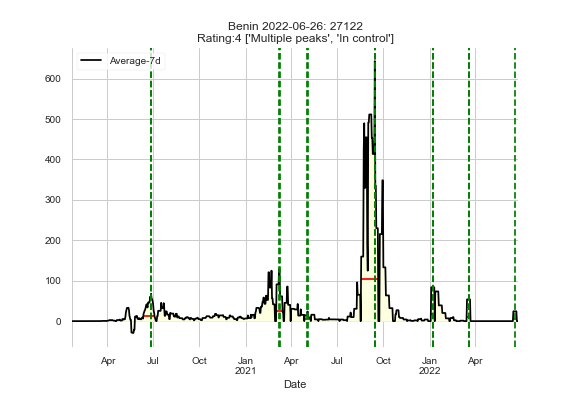 Benin 2022-06-26: 27122
Rating:4 ['Multiple peaks', 'In control']
Average-7d
600
500
400
300
200
100
0
Apr Jul Oct Jan Apr Jul Oct Jan Apr
2021 2022
Date